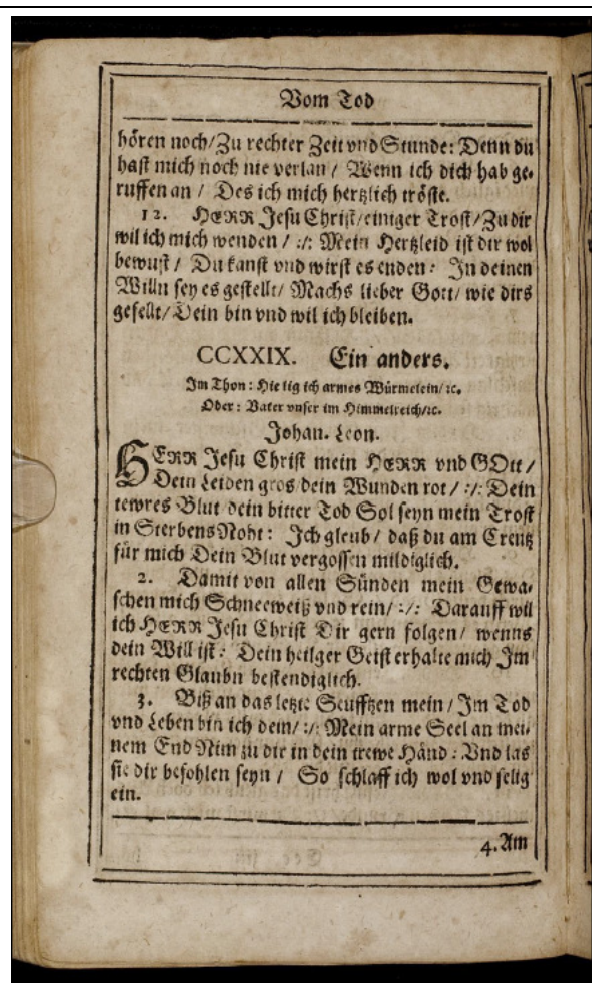 Vom Tod
hören noch/Zu rechter Zeit vnd Stunde: Denn du
hast mich noch nie verlan / Wenn ich dich hab ge-
ruffen an / Des ich mich hertzlich tröste.
12. HERR Jesu Christ/einiger Trost/Zu dir
wil ich mich wenden / :/: Mein Hertzleid ist dir wol
bewust / Du kanst vnd wirst es enden: In deinen
Willn sey es gestellt/ Machs lieber Gott/ wie dirs
gefellt/Dein bin vnd wil ich bleiben.
CCXXIX. Ein anders.
Im Thon: Hie lig ich armes Würmelein/ ꝛc.
Oder: Vater vnser im Himmelreich/ꝛc.
Johan. Leon.
HERR Jesu Christ mein HERR vnd GOtt /
Dein Leiden gros/dein Wunden rot / :/: Dein
tewres Blut dein bitter Tod Sol seyn mein Trost
in SterbensNoht: Ich gleub / daß du am Creutz
für mich Dein Blut vergossen mildiglich.
2. Damit von allen Sünden mein Gewa-
schen mich Schneeweiß vnd rein/ :/: Darauff wil
ich HERR Jesu Christ Dir gern folgen/ wenns
dein Will ist: Dein heilger Geist erhalte mich Im
rechten Glaubn bestendiglich.
3. Biß an das letzte Seufftzen mein / Im Tod
vnd Leben bin ich dein/ :/: Mein arme Seel an mei-
nem End Nim zu dir in dein trewe Händ: Vnd las
sie dir befohlen seyn / So schlaff ich wol vnd selig
ein.
4. Am